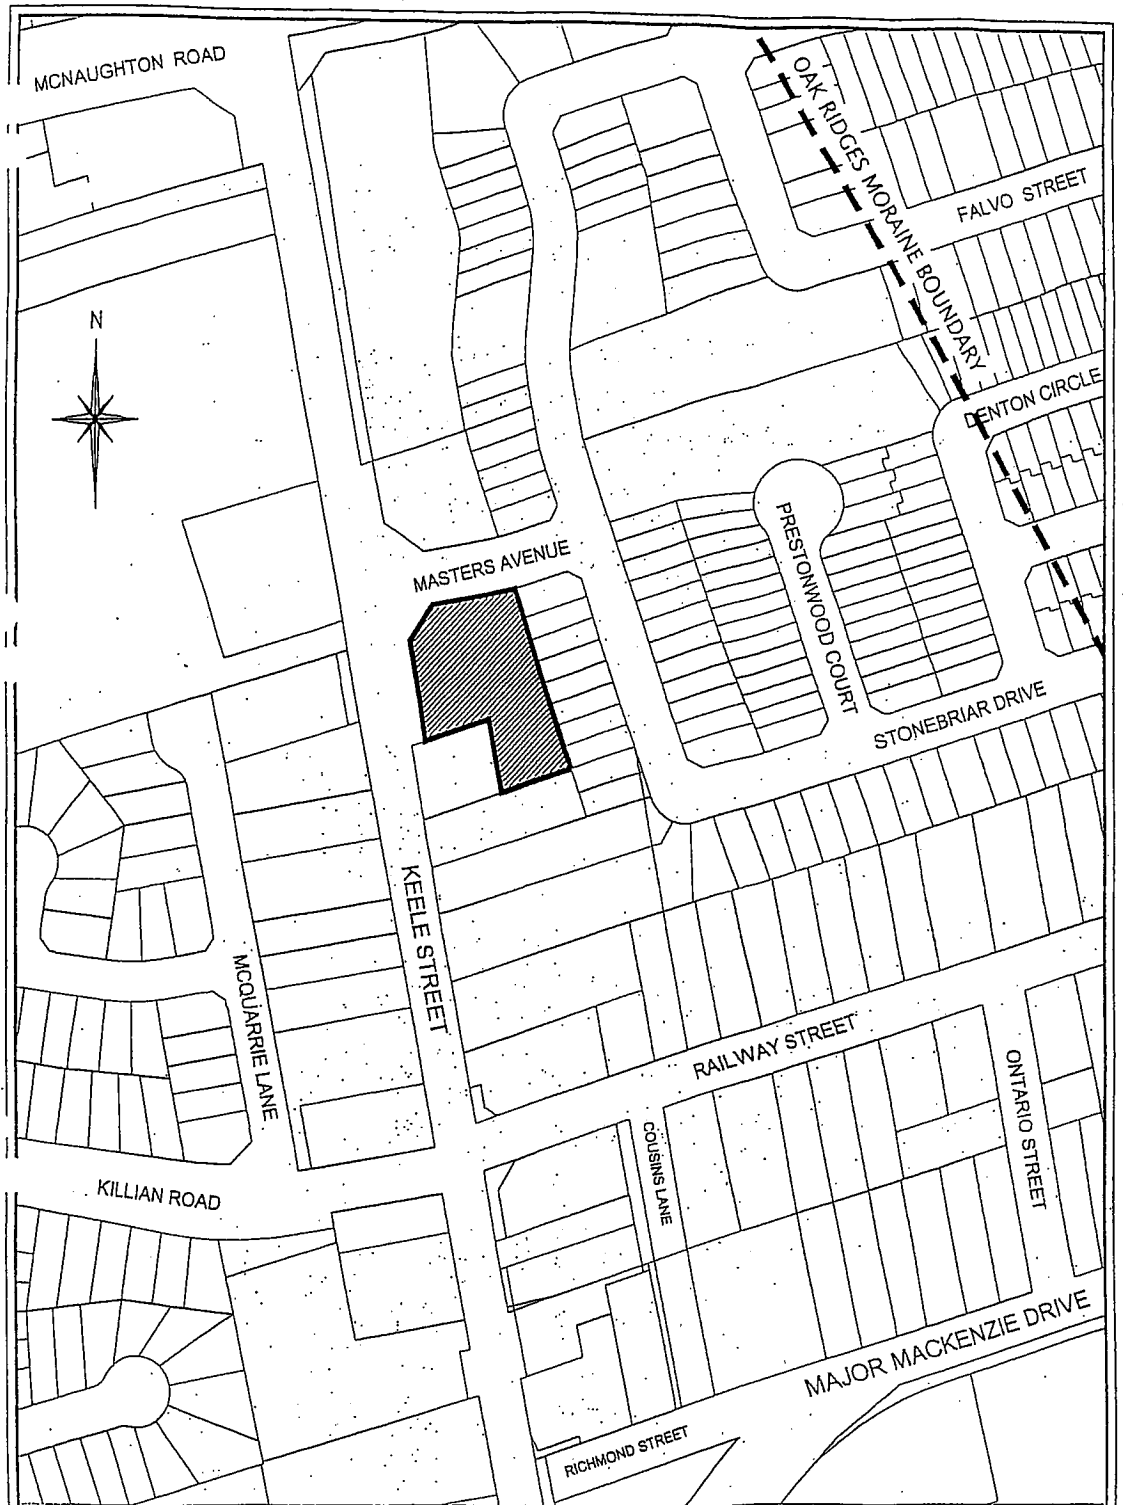 MCNAUGHTON ROAD
OAK RIDGES MORAINE BOUNDARY
FALVO STREET
N
DENTON CIRCLE
MASTERS AVENUE
PRESTONWOOD COURT
STONEBRIAR DRIVE
KEELE STREET
MCQUARRIE LANE
RAILWAY STREET
ONTARIO STREET
COUSINS LANE
KILLIAN ROAD
MAJOR MACKENZIE DRIVE
RICHMOND STREET